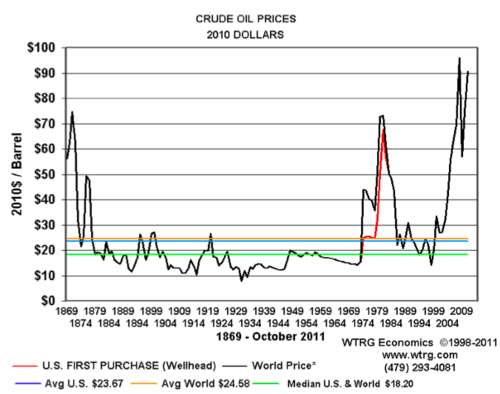 CRUDE OIL PRICES
2010 DOLLARS
2010$ / Barrel
$100
$90
$80
$70
$60
$50
$40
$30
$20
$10
$0
1869 1879 1889 1899 1909 1919 1929 1939 1949 1959 1969 1979 1989 1999 2009
1874 1884 1894 1904 1914 1924 1934 1944 1954 1964 1974 1984 1994 2004
1869 - October 2011
WTRG Economics ©1998-2011
www.wtrg.com
(479) 293-4081
U.S. FIRST PURCHASE (Wellhead) World Price*
Avg U.S. $23.67 Avg World $24.58 Median U.S. & World $18.20